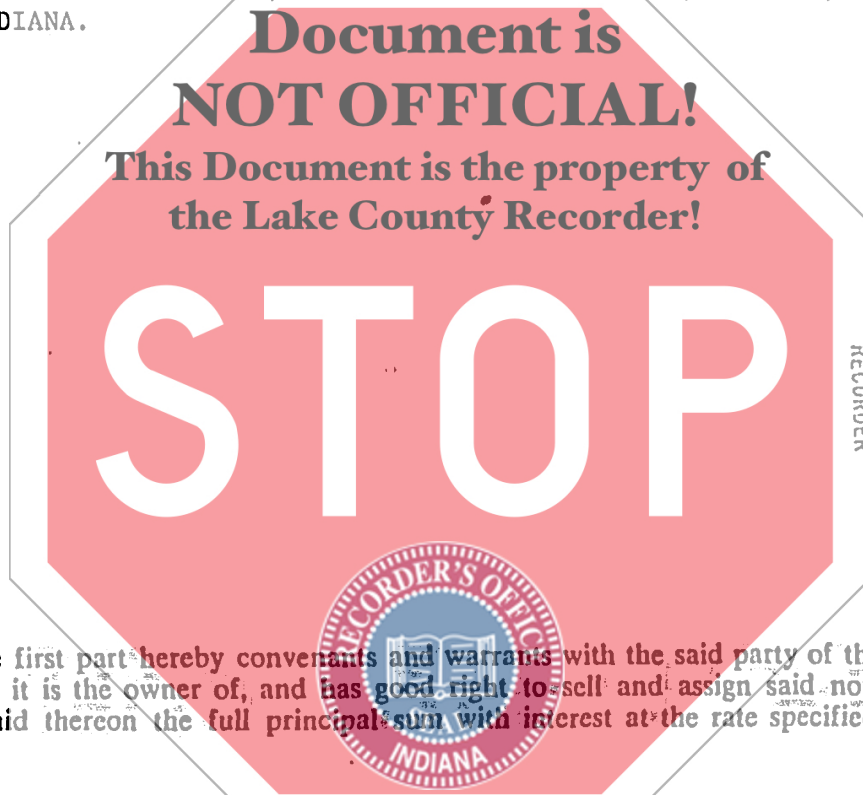 DIANA.
Document is
NOT OFFICIAL!
This Document is the property of
the Lake County Recorder!
STOP
RECORDER
RECORDER'S OFFIC
first part hereby convenants and warrants with the said party of th
it is the owner of, and has good right to sell and assign said no
id thereon the full principal sum with interest at the rate specifie
INDIANA